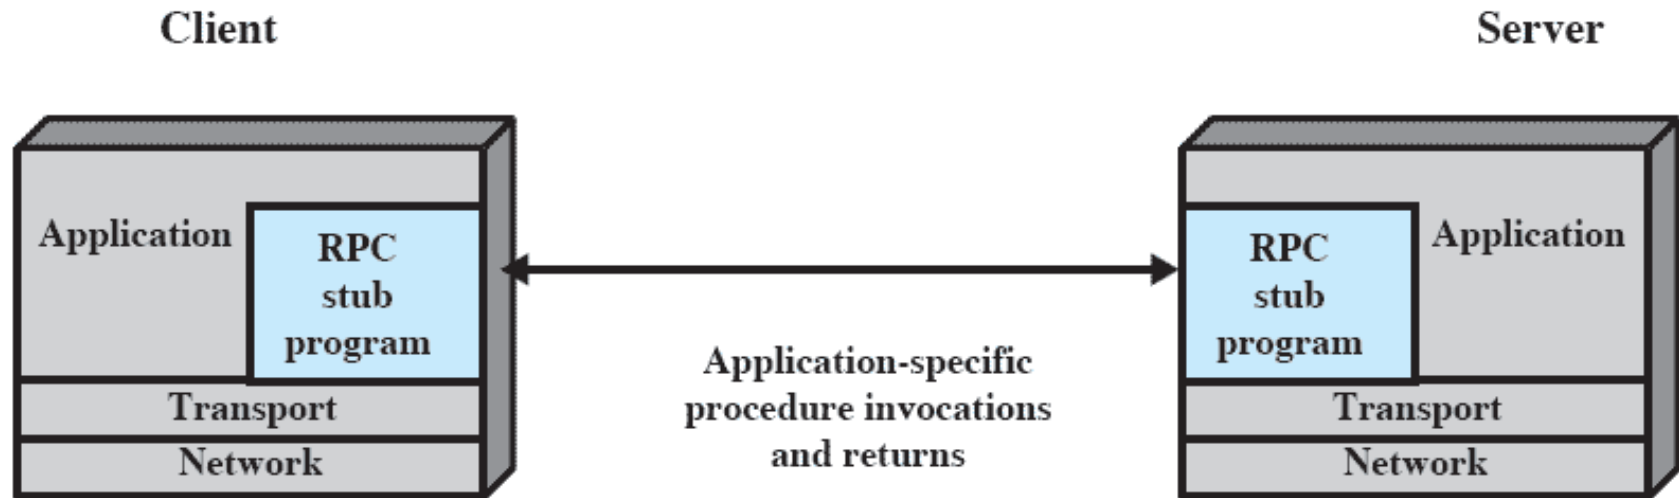 Client
Server
Application
RPC
stub
program
Transport
Network
Application-specific
procedure invocations
and returns
RPC
stub
program
Application
Transport
Network